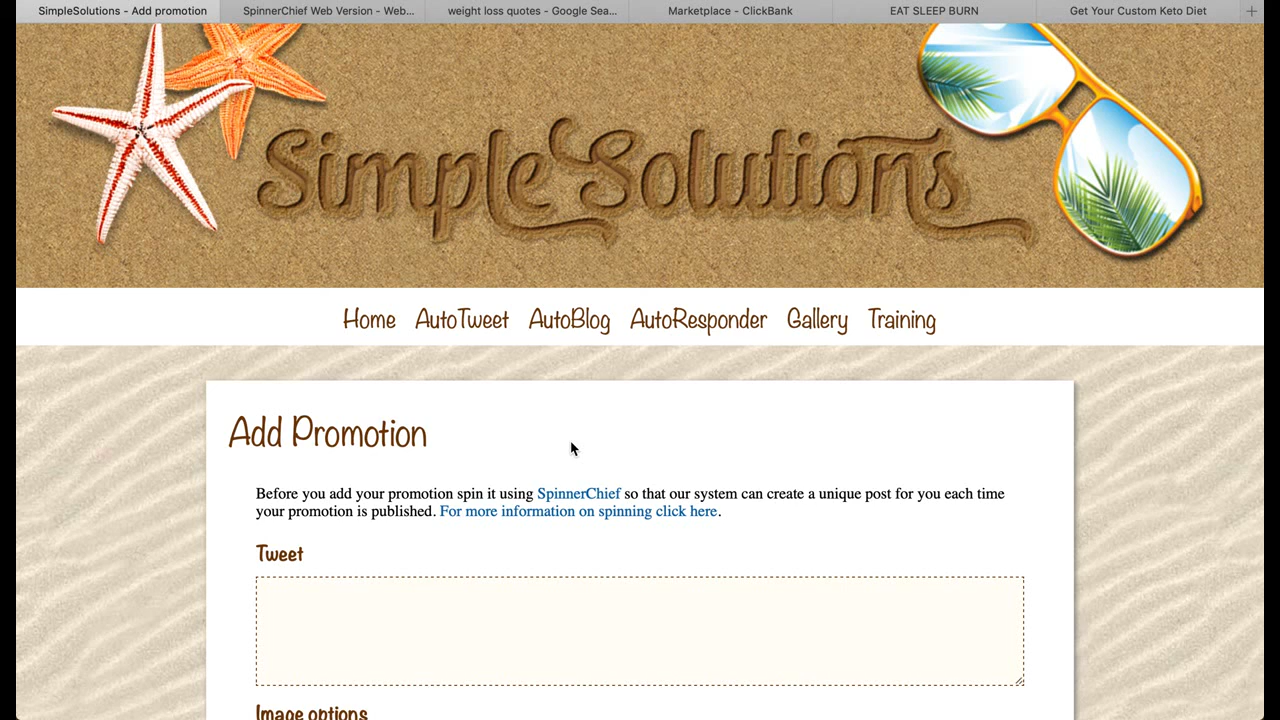 SimpleSolutions - Add promotion
SpinnerChief Web Version - Web...
weight loss quotes - Google Sea...
Marketplace - ClickBank
EAT SLEEP BURN
Get Your Custom Keto Diet
Simple Solutions
Home AutoTweet AutoBlog AutoResponder Gallery Training
Add Promotion
Before you add your promotion spin it using SpinnerChief so that our system can create a unique post for you each time
your promotion is published. For more information on spinning click here.
Tweet
Image options